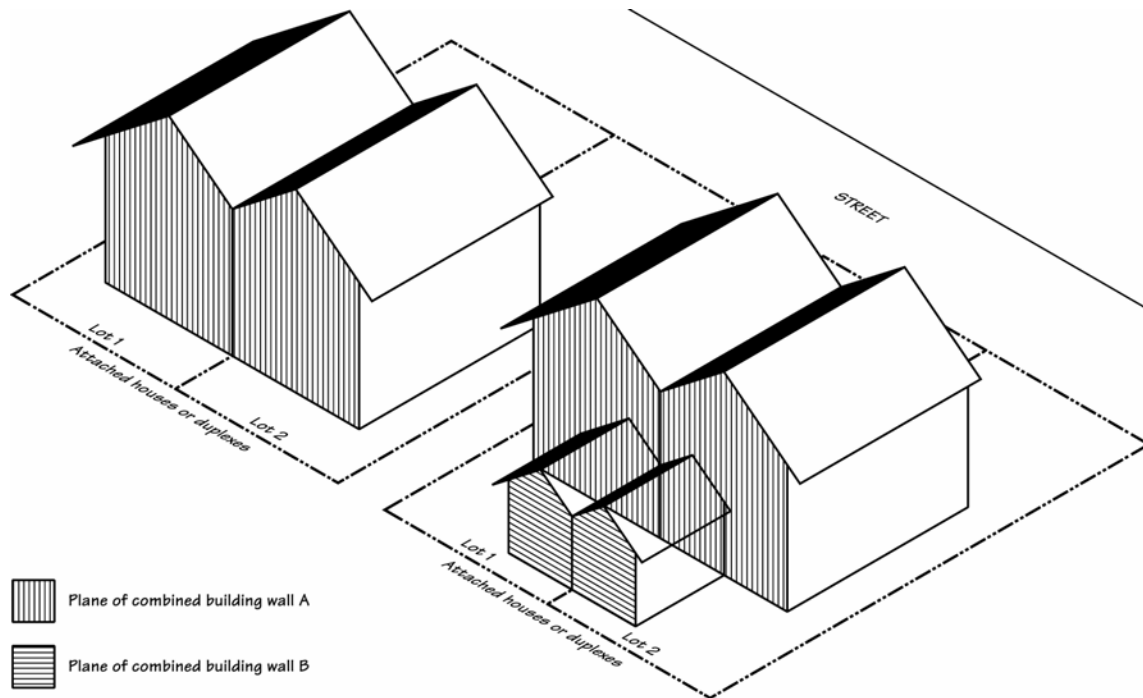 STREET
Lot 1
Attached houses or duplexes
Lot 2
Lot 1
Attached houses or duplexes
Lot 2
Plane of combined building wall A
Plane of combined building wall B